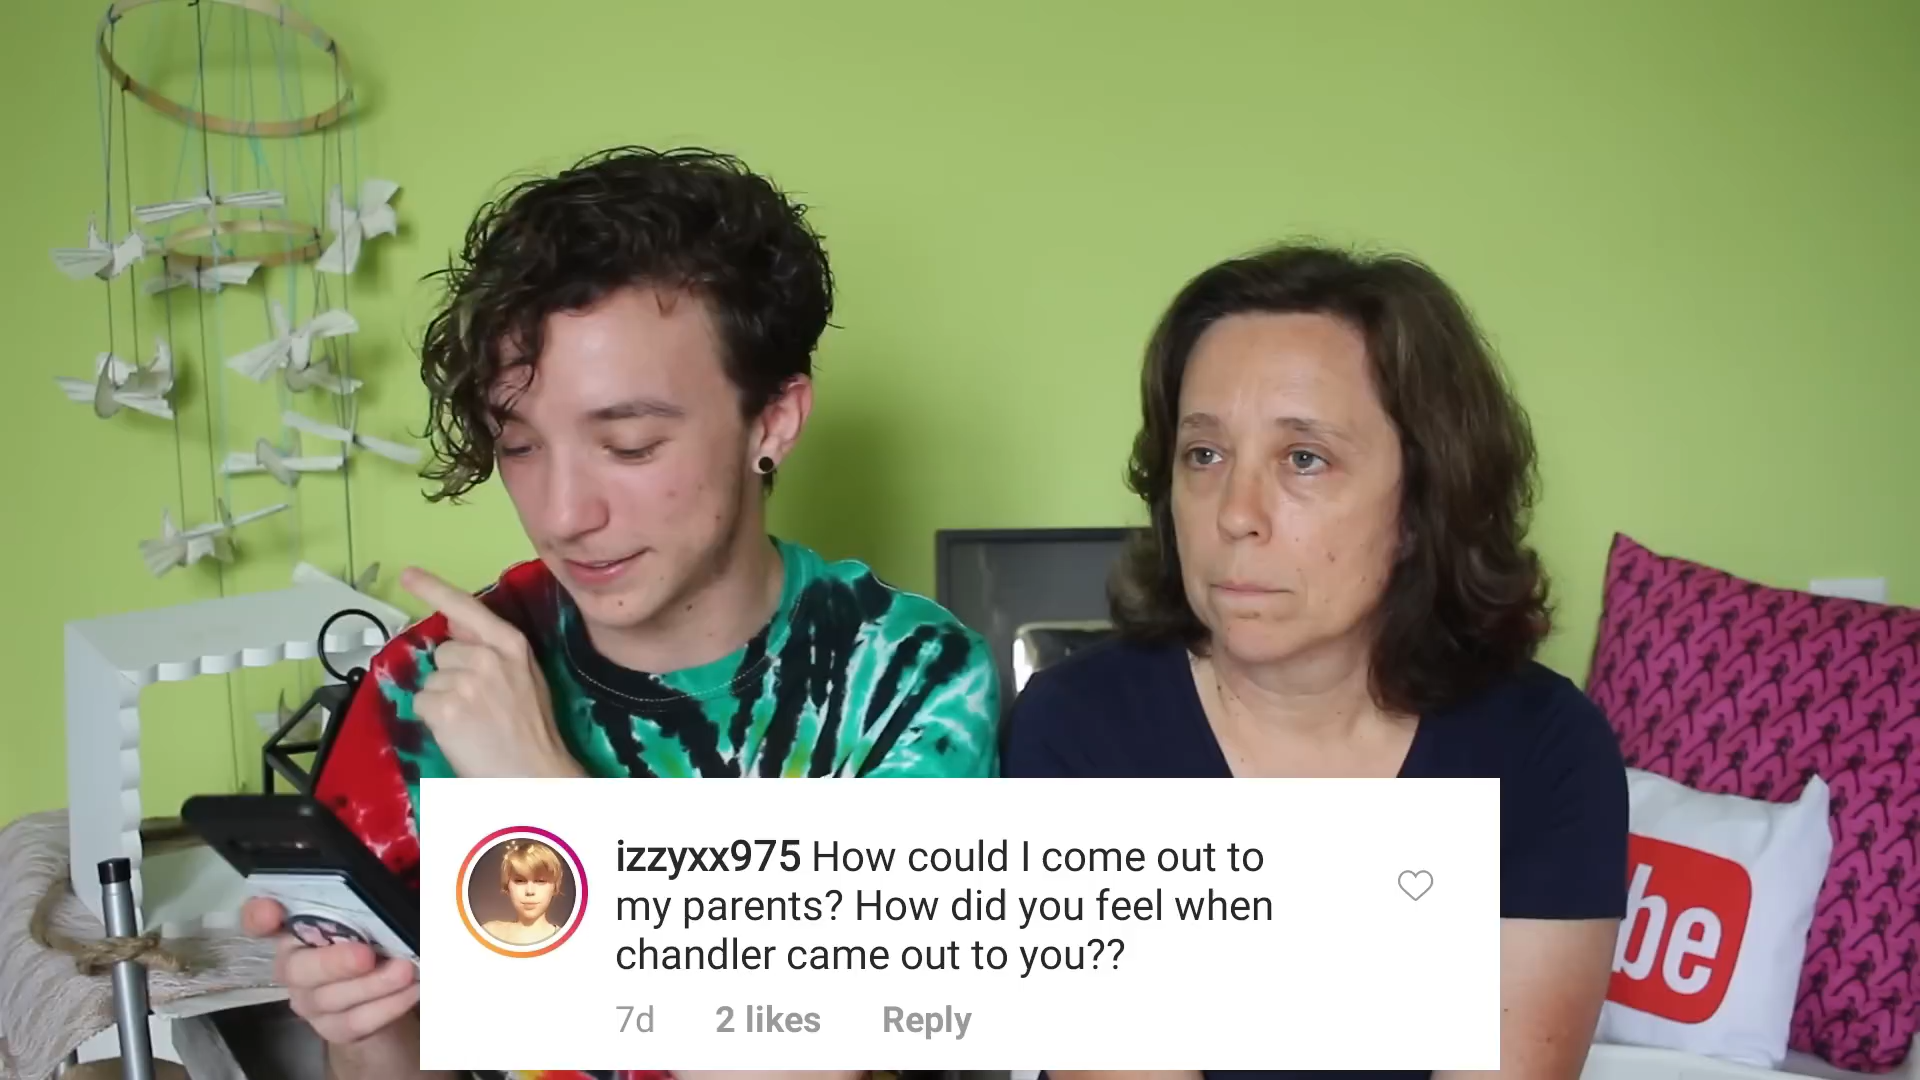 izzyxx975 How could I come out to
my parents? How did you feel when
chandler came out to you??
7d 2 likes Reply
be